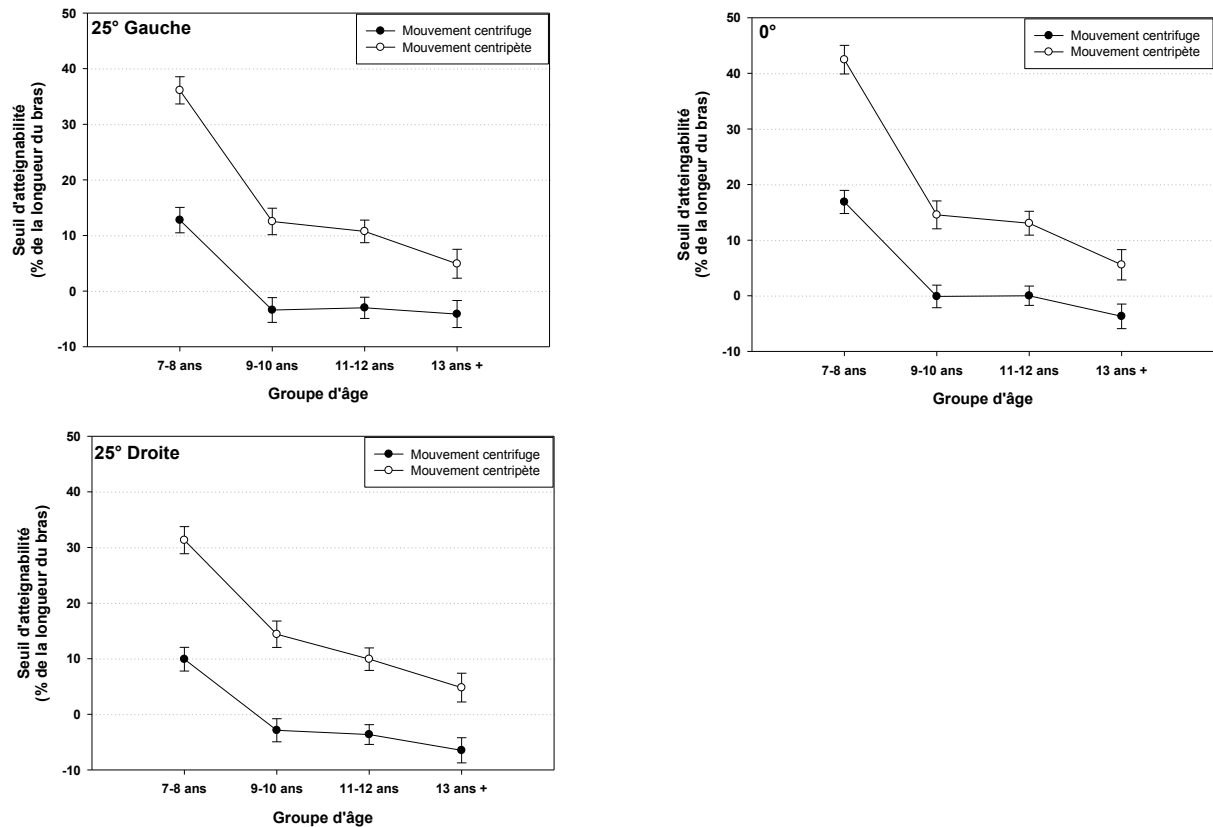 25° Gauche
Mouvement centrifuge
Mouvement centripète
Seuil d'atteignabilité
(% de la longueur du bras)
50
40
30
20
10
0
-10
7-8 ans 9-10 ans 11-12 ans 13 ans +
Groupe d'âge
0°
Mouvement centrifuge
Mouvement centripète
Seuil d'atteingabilité
(% de la longeur du bras)
50
40
30
20
10
0
-10
7-8 ans 9-10 ans 11-12 ans 13 ans +
Groupe d'âge
25° Droite
Mouvement centrifuge
Mouvement centripète
Seuil d'atteignabilité
(% de la longueur du bras)
50
40
30
20
10
0
-10
7-8 ans 9-10 ans 11-12 ans 13 ans +
Groupe d'âge